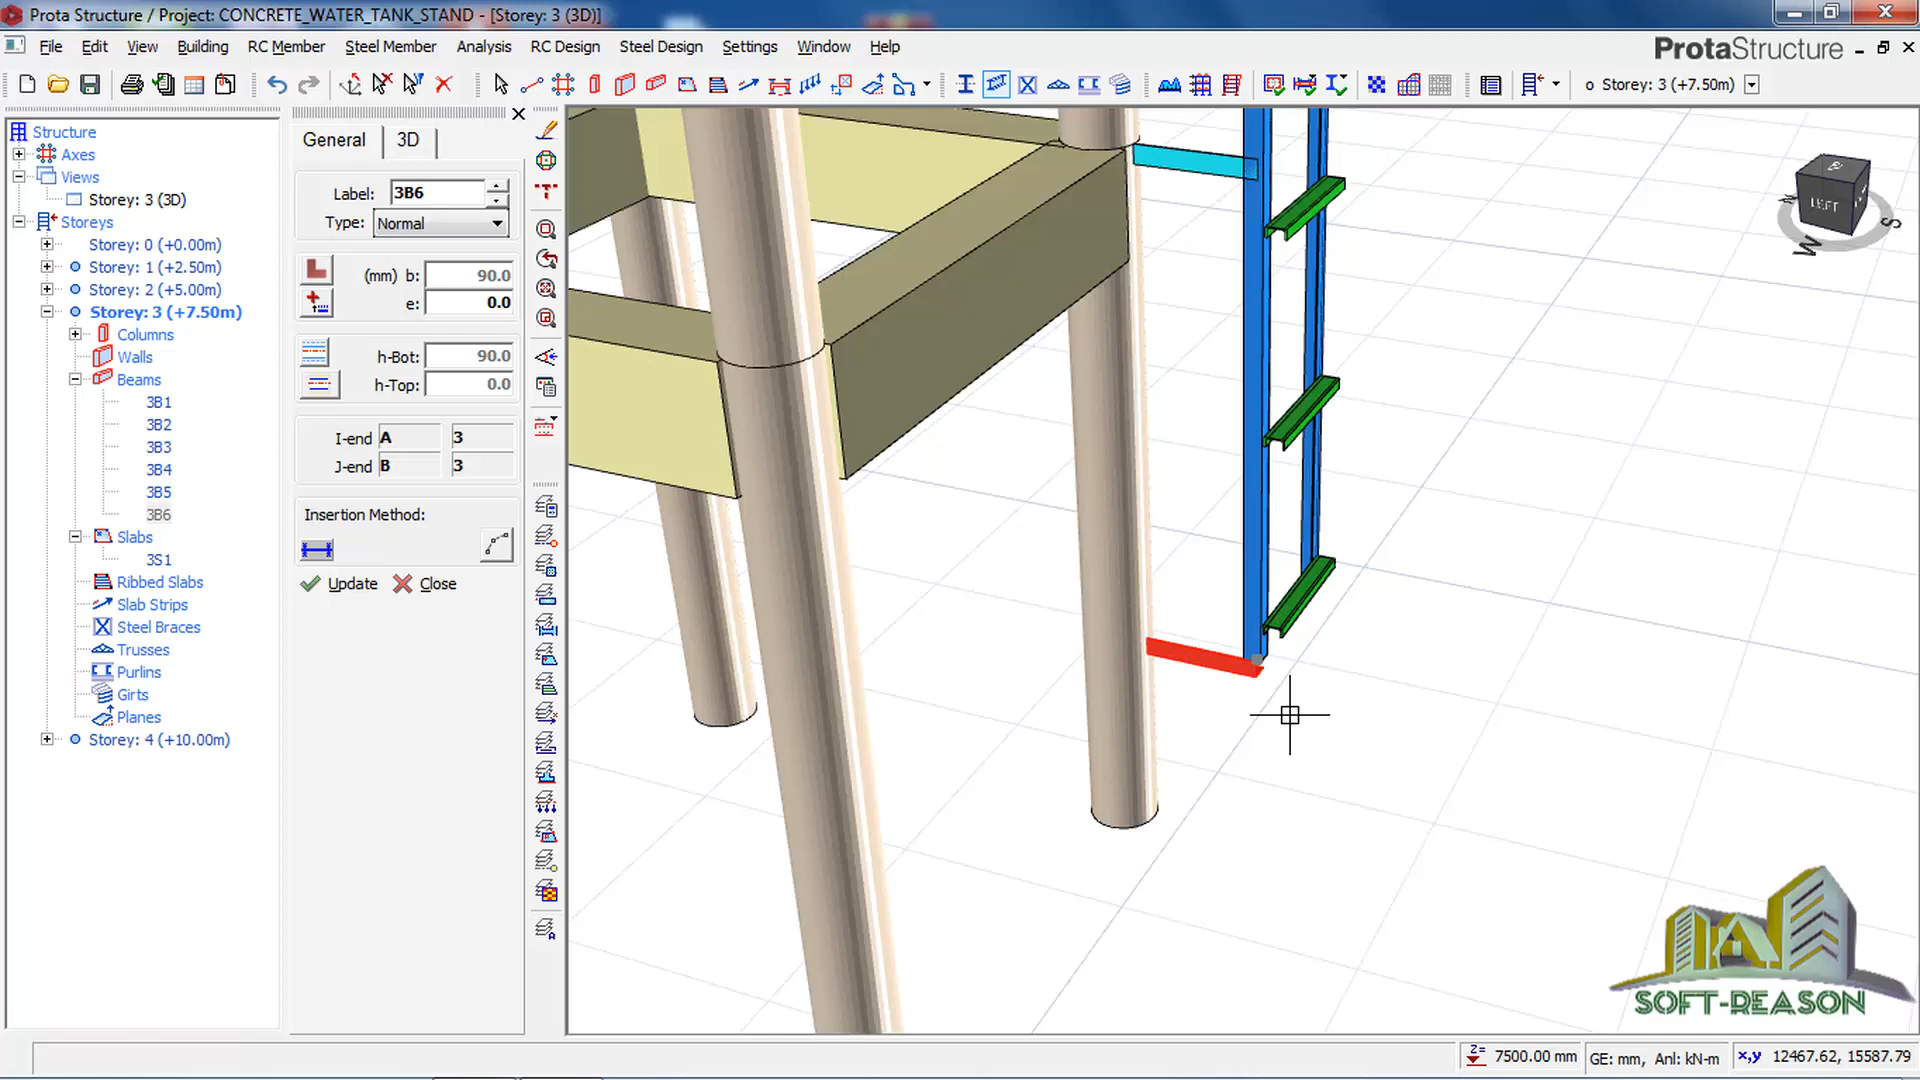 Prota Structure / Project: CONCRETE_WATER_TANK_STAND - [Storey: 3 (3D)]
File Edit View Building RC Member Steel Member Analysis RC Design Steel Design Settings Window Help
ProtaStructure
o Storey: 3 (+7.50m)
Structure
Axes
Views
Storey: 3 (3D)
Storeys
Storey: 0 (+0.00m)
Storey: 1 (+2.50m)
Storey: 2 (+5.00m)
Storey: 3 (+7.50m)
Columns
Walls
Beams
3B1
3B2
3B3
3B4
3B5
3B6
Slabs
3S1
Ribbed Slabs
Slab Strips
Steel Braces
Trusses
Purlins
Girts
Planes
Storey: 4 (+10.00m)
General 3D
Label: 3B6
Type: Normal
(mm) b: 90.0
e: 0.0
h-Bot: 90.0
h-Top: 0.0
I-end A 3
J-end B 3
Insertion Method:
Update Close
LEFT
W
S
SOFT-REASON
Z= 7500.00 mm GE: mm, Anl: kN-m x,y 12467.62, 15587.79